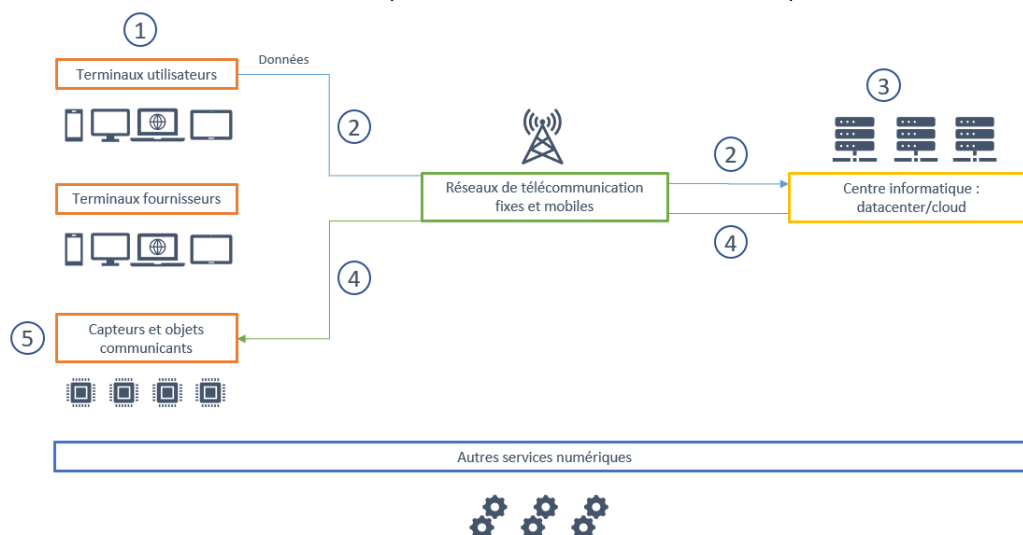 1
Terminaux utilisateurs
Données
2
3
Terminaux fournisseurs
Réseaux de télécommunication
fixes et mobiles
2
Centre informatique :
datacenter/cloud
4
4
5
Capteurs et objets
communicants
Autres services numériques